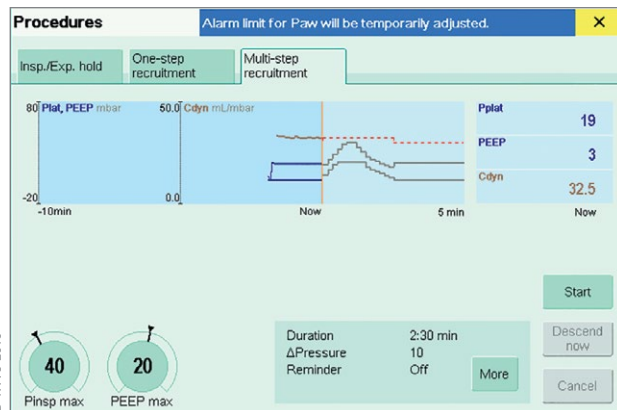 Procedures
Alarm limit for Paw will be temporarily adjusted.
Insp./Exp. hold
One-step
recruitment
Multi-step
recruitment
80 Plat, PEEP mbar
50.0 Cdyn mL/mbar
-20
0.0
-10min
Now
5 min
Pplat
19
PEEP
3
Cdyn
32.5
Now
Start
Descend
now
Cancel
40
Pinsp max
20
PEEP max
Duration 2:30 min
ΔPressure 10
Reminder Off
More